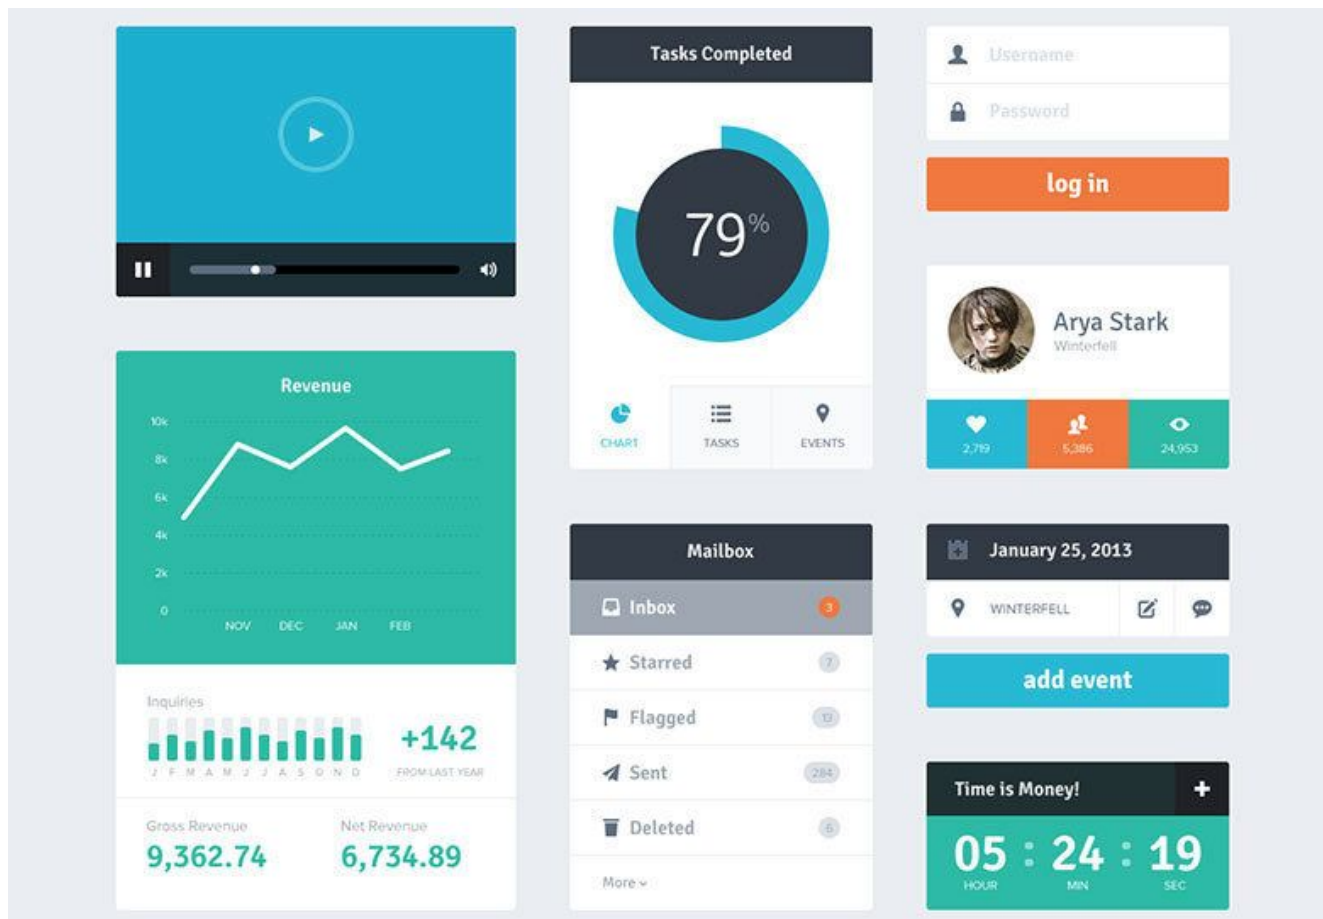 Revenue
10k
8k
6k
4k
2k
0
NOV DEC JAN FEB
Inquiries
J F M A M J J A S O N D
+142
FROM LAST YEAR
Gross Revenue
9,362.74
Net Revenue
6,734.89
Tasks Completed
79%
CHART
TASKS
EVENTS
Mailbox
Inbox 3
Starred 7
Flagged 13
Sent 284
Deleted 6
More
Username
Password
log in
Arya Stark
Winterfell
2,719
5,386
24,953
January 25, 2013
WINTERFELL
add event
Time is Money! +
05 : 24 : 19
HOUR MIN SEC